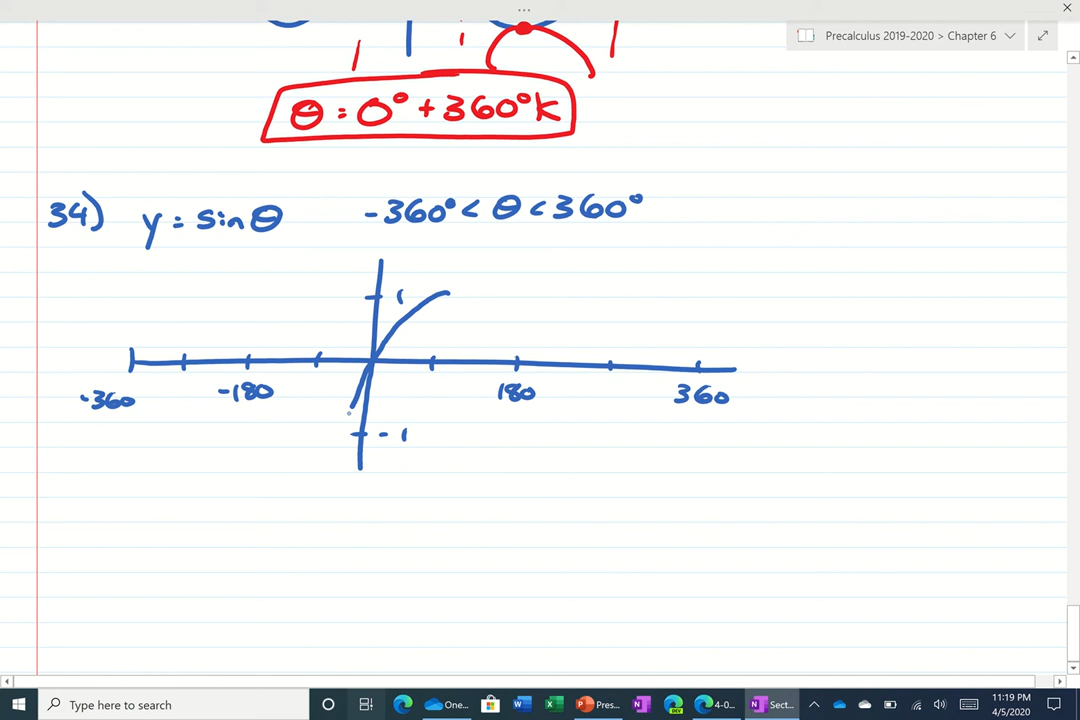 ...
Precalculus 2019-2020 > Chapter 6
θ = 0° + 360°k
34) y = sin θ -360° < θ < 360°
1
-360 -180 180 360
-1
Type here to search
One...
Pres...
4-0...
Sect...
11:19 PM
4/5/2020